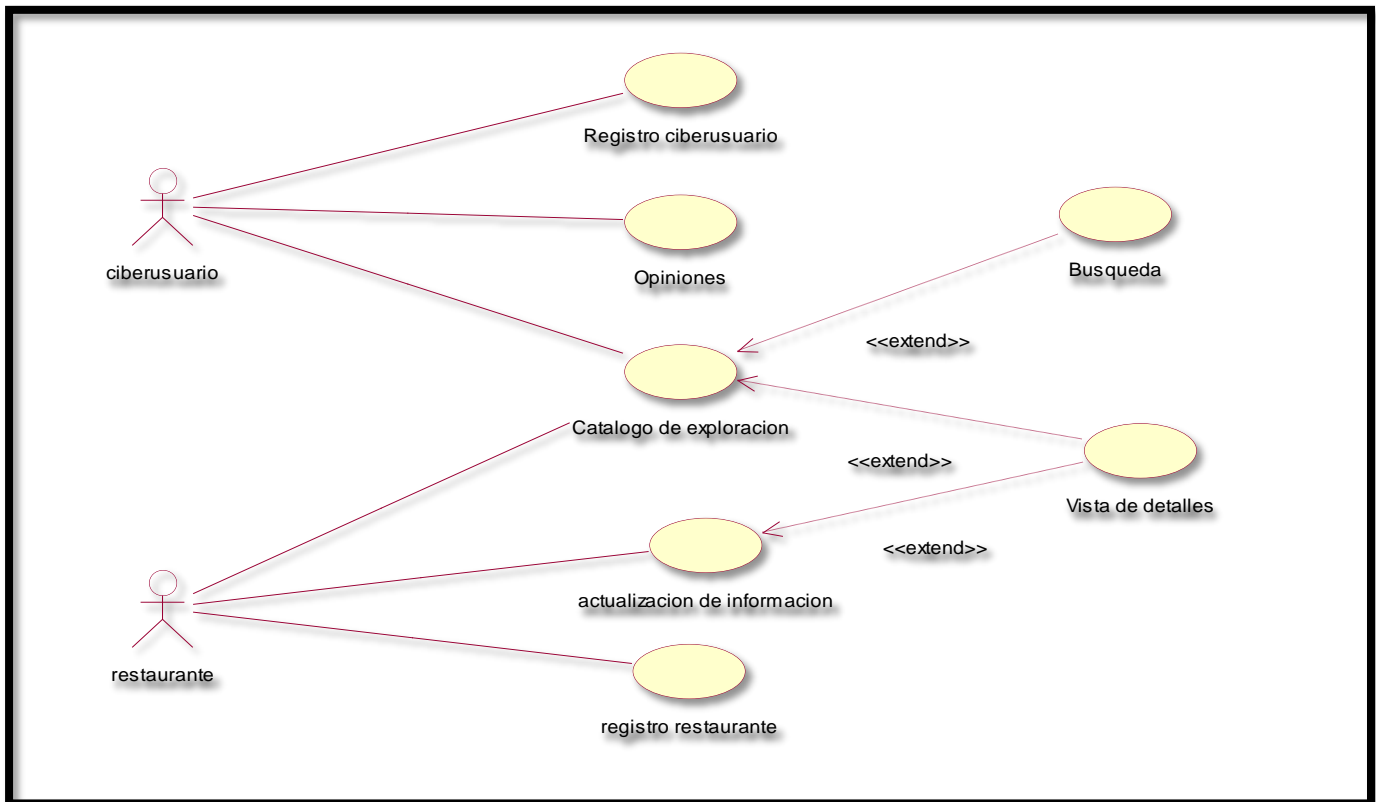 Registro ciberusuario
ciberusuario
Opiniones
Busqueda
<<extend>>
Catalogo de exploracion
<<extend>>
Vista de detalles
<<extend>>
actualizacion de informacion
restaurante
registro restaurante